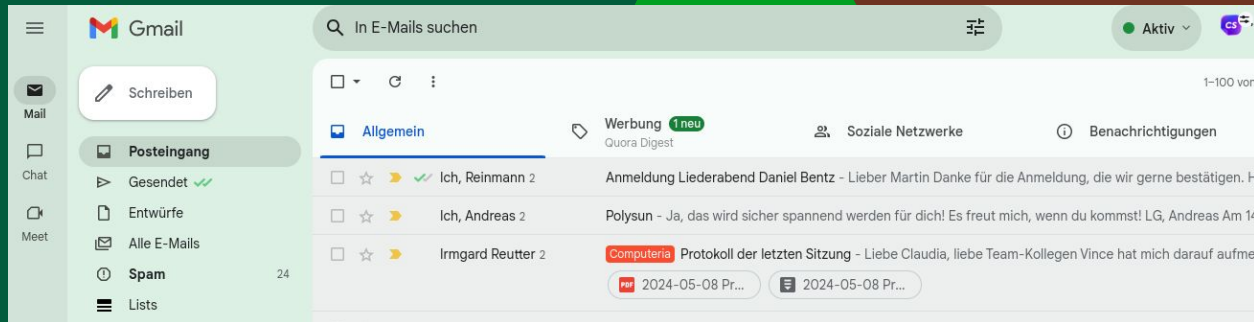 Gmail
In E-Mails suchen
Aktiv
CS
Mail
Chat
Meet
Schreiben
Posteingang
Gesendet
Entwürfe
Alle E-Mails
Spam 24
Lists
1–100 von
Allgemein
Werbung 1 neu
Quora Digest
Soziale Netzwerke
Benachrichtigungen
Ich, Reinmann 2 Anmeldung Liederabend Daniel Bentz - Lieber Martin Danke für die Anmeldung, die wir gerne bestätigen. H
Ich, Andreas 2 Polysun - Ja, das wird sicher spannend werden für dich! Es freut mich, wenn du kommst! LG, Andreas Am 14
Irmgard Reutter 2 Computeria Protokoll der letzten Sitzung - Liebe Claudia, liebe Team-Kollegen Vince hat mich darauf aufme
PDF 2024-05-08 Pr... 2024-05-08 Pr...